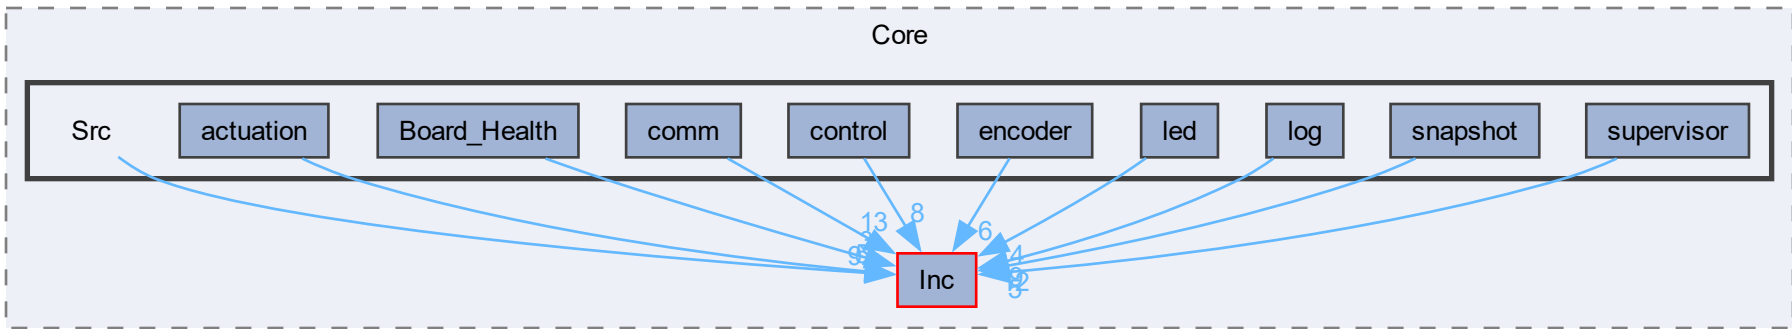 Core
Src
actuation
Board_Health
comm
control
encoder
led
log
snapshot
supervisor
13
8
6
4
Inc